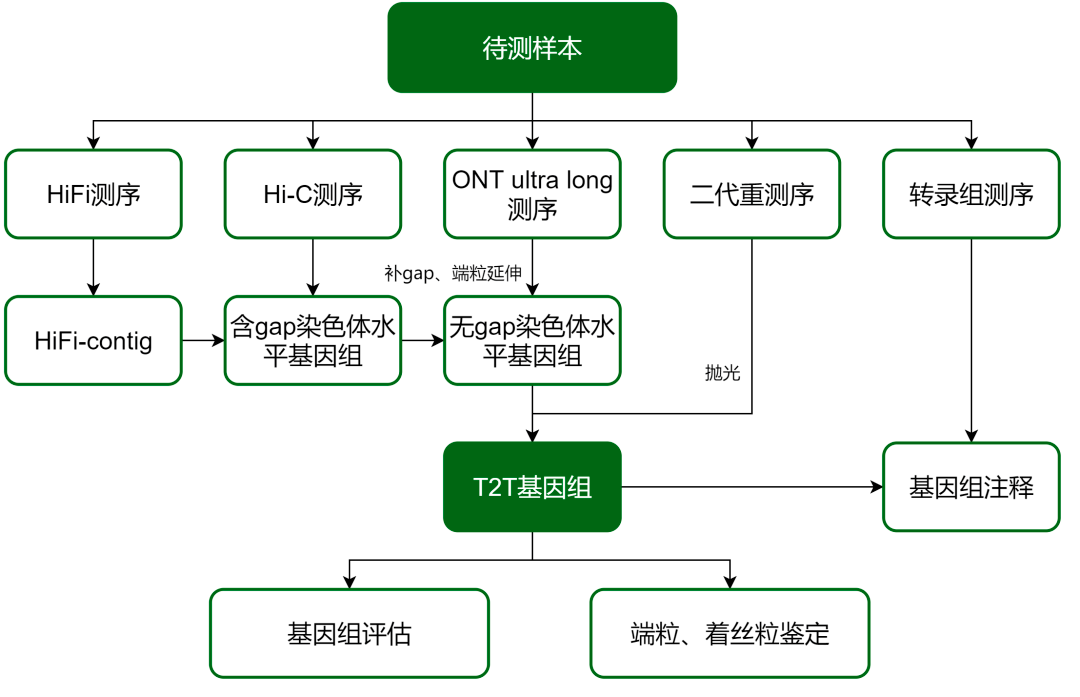 待测样本
HiFi测序
Hi-C测序
ONT ultra long
测序
二代重测序
转录组测序
补gap、端粒延伸
HiFi-contig
含gap染色体水
平基因组
无gap染色体水
平基因组
抛光
T2T基因组
基因组注释
基因组评估
端粒、着丝粒鉴定